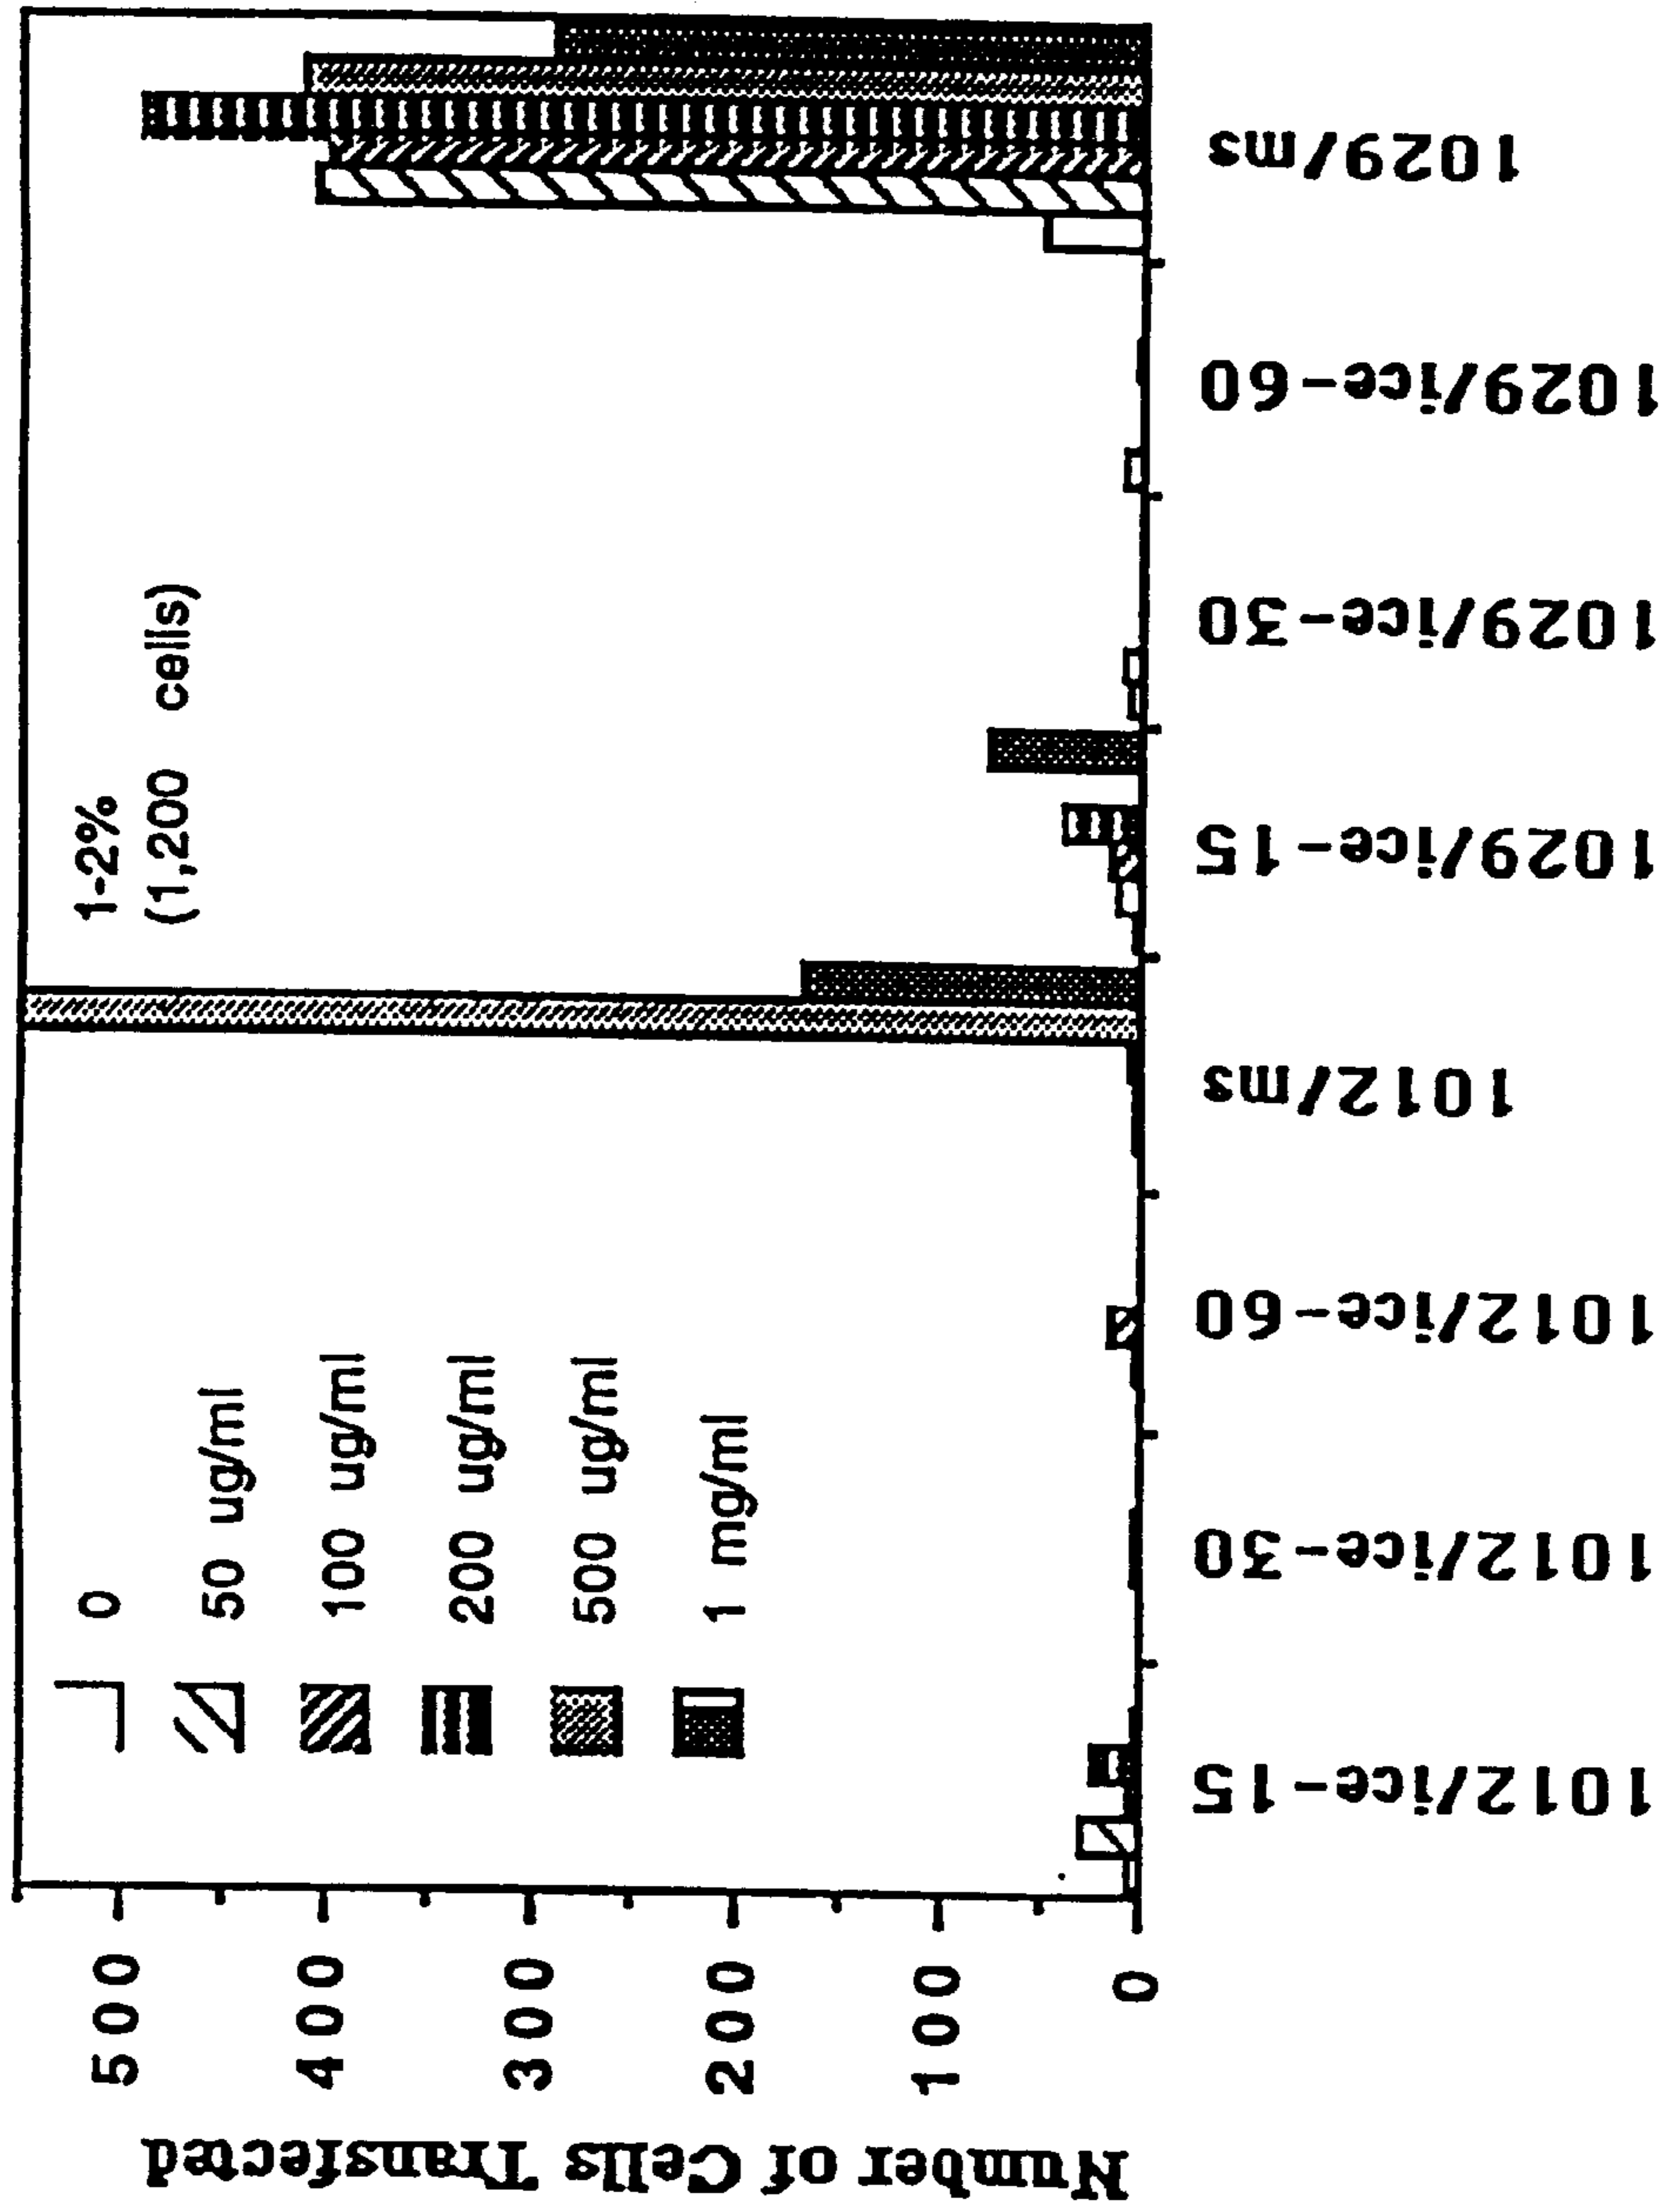 Number of Cells Transfected
500
400
300
200
100
0
0
50 ug/ml
100 ug/ml
200 ug/ml
500 ug/ml
1 mg/ml
1-2%
(1,200 cells)
1012/ice-15
1012/ice-30
1012/ice-60
1012/ms
1029/ice-15
1029/ice-30
1029/ice-60
1029/ms